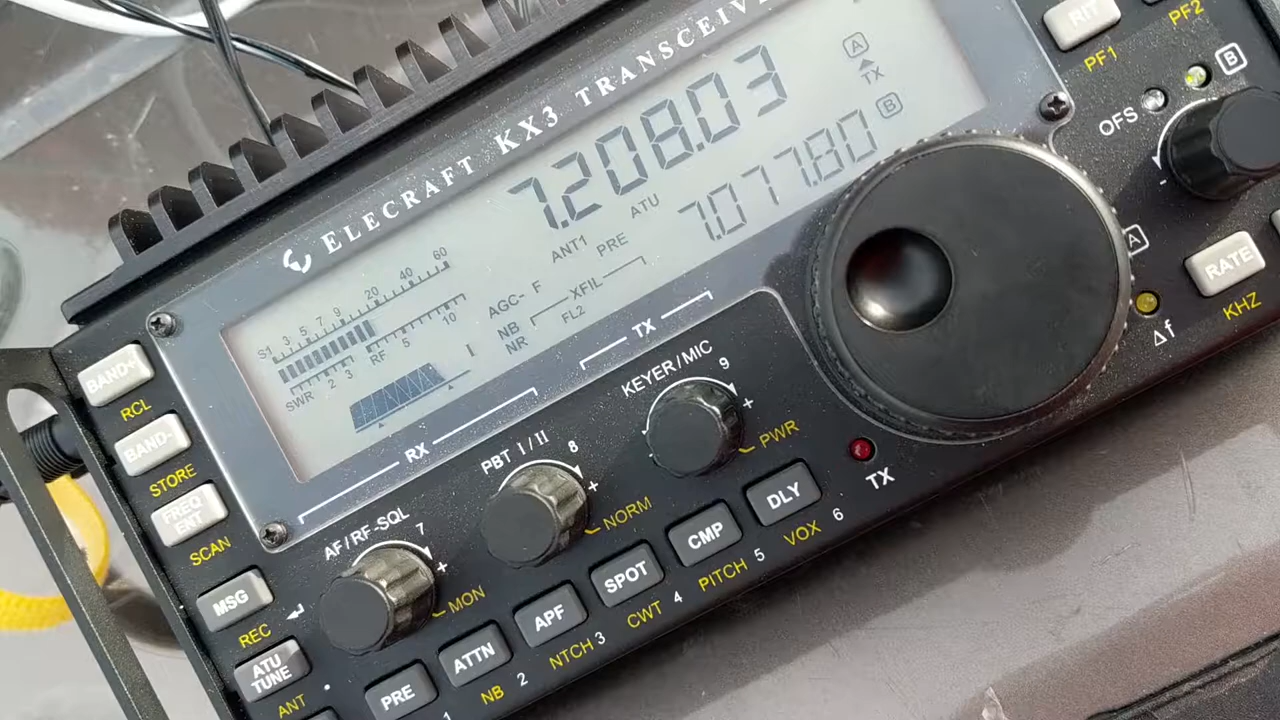 ELECRAFT KX3 TRANSCEIV
7.208.03
A
TX
B
7.077.80
ATU
ANT1
PRE
AGC- F
XFIL
NB
NR
FL2
I
S1 3 5 7 9 20 40 60
SWR 2 3 RF 5 10
RX
TX
RIT
PF1
PF2
OFS
B
-
A
RATE
KHZ
Δf
BAND+
RCL
BAND-
STORE
FREQ
ENT
SCAN
MSG
REC
ATU
TUNE
ANT
AF/RF-SQL
7
+
MON
PBT I/II
8
+
NORM
KEYER/MIC
9
-
+
PWR
TX
PRE
1
ATTN
NB 2
APF
NTCH 3
SPOT
CWT 4
CMP
PITCH 5
DLY
VOX 6